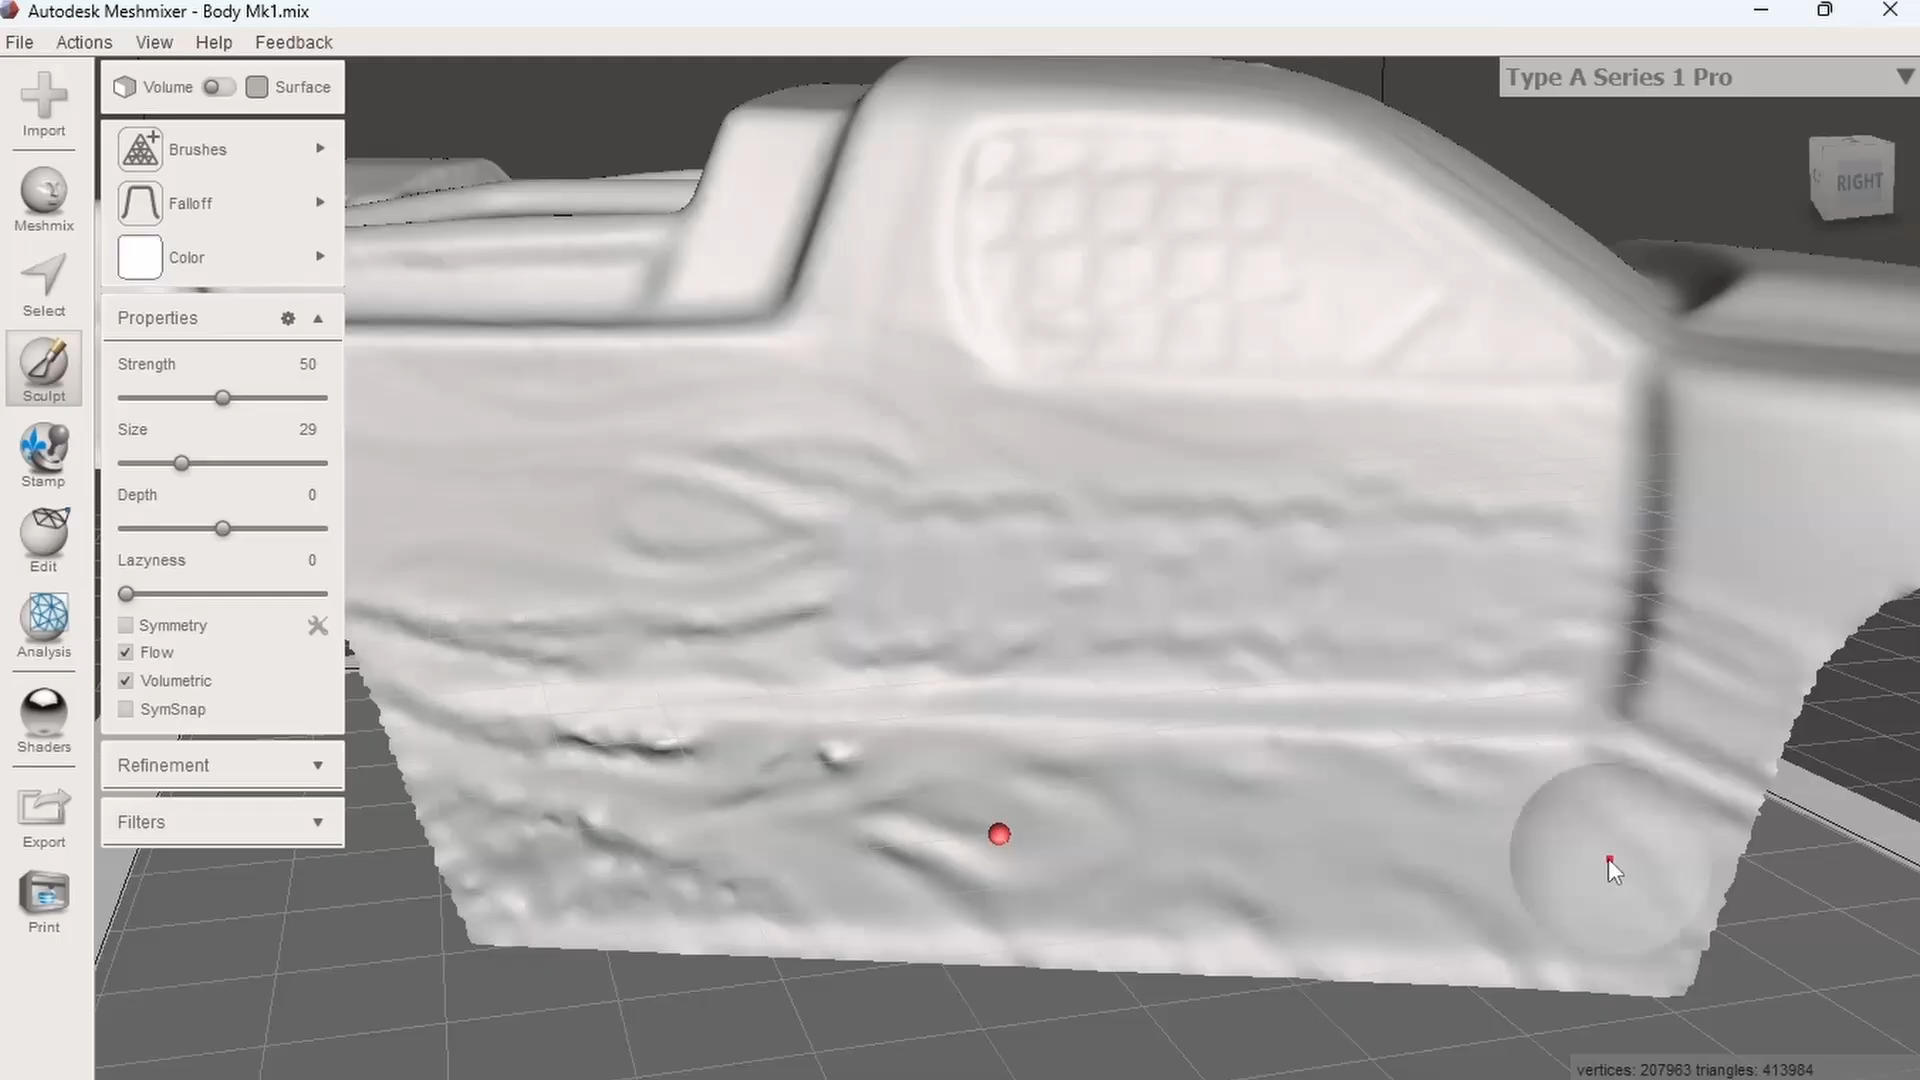 Autodesk Meshmixer - Body Mk1.mix
File Actions View Help Feedback
Import
Meshmix
Select
Sculpt
Stamp
Edit
Analysis
Shaders
Export
Print
Volume Surface
Brushes
Falloff
Color
Properties
Strength 50
Size 29
Depth 0
Lazyness 0
Symmetry
Flow
Volumetric
SymSnap
Refinement
Filters
Type A Series 1 Pro
RIGHT
vertices: 207963 triangles: 413984